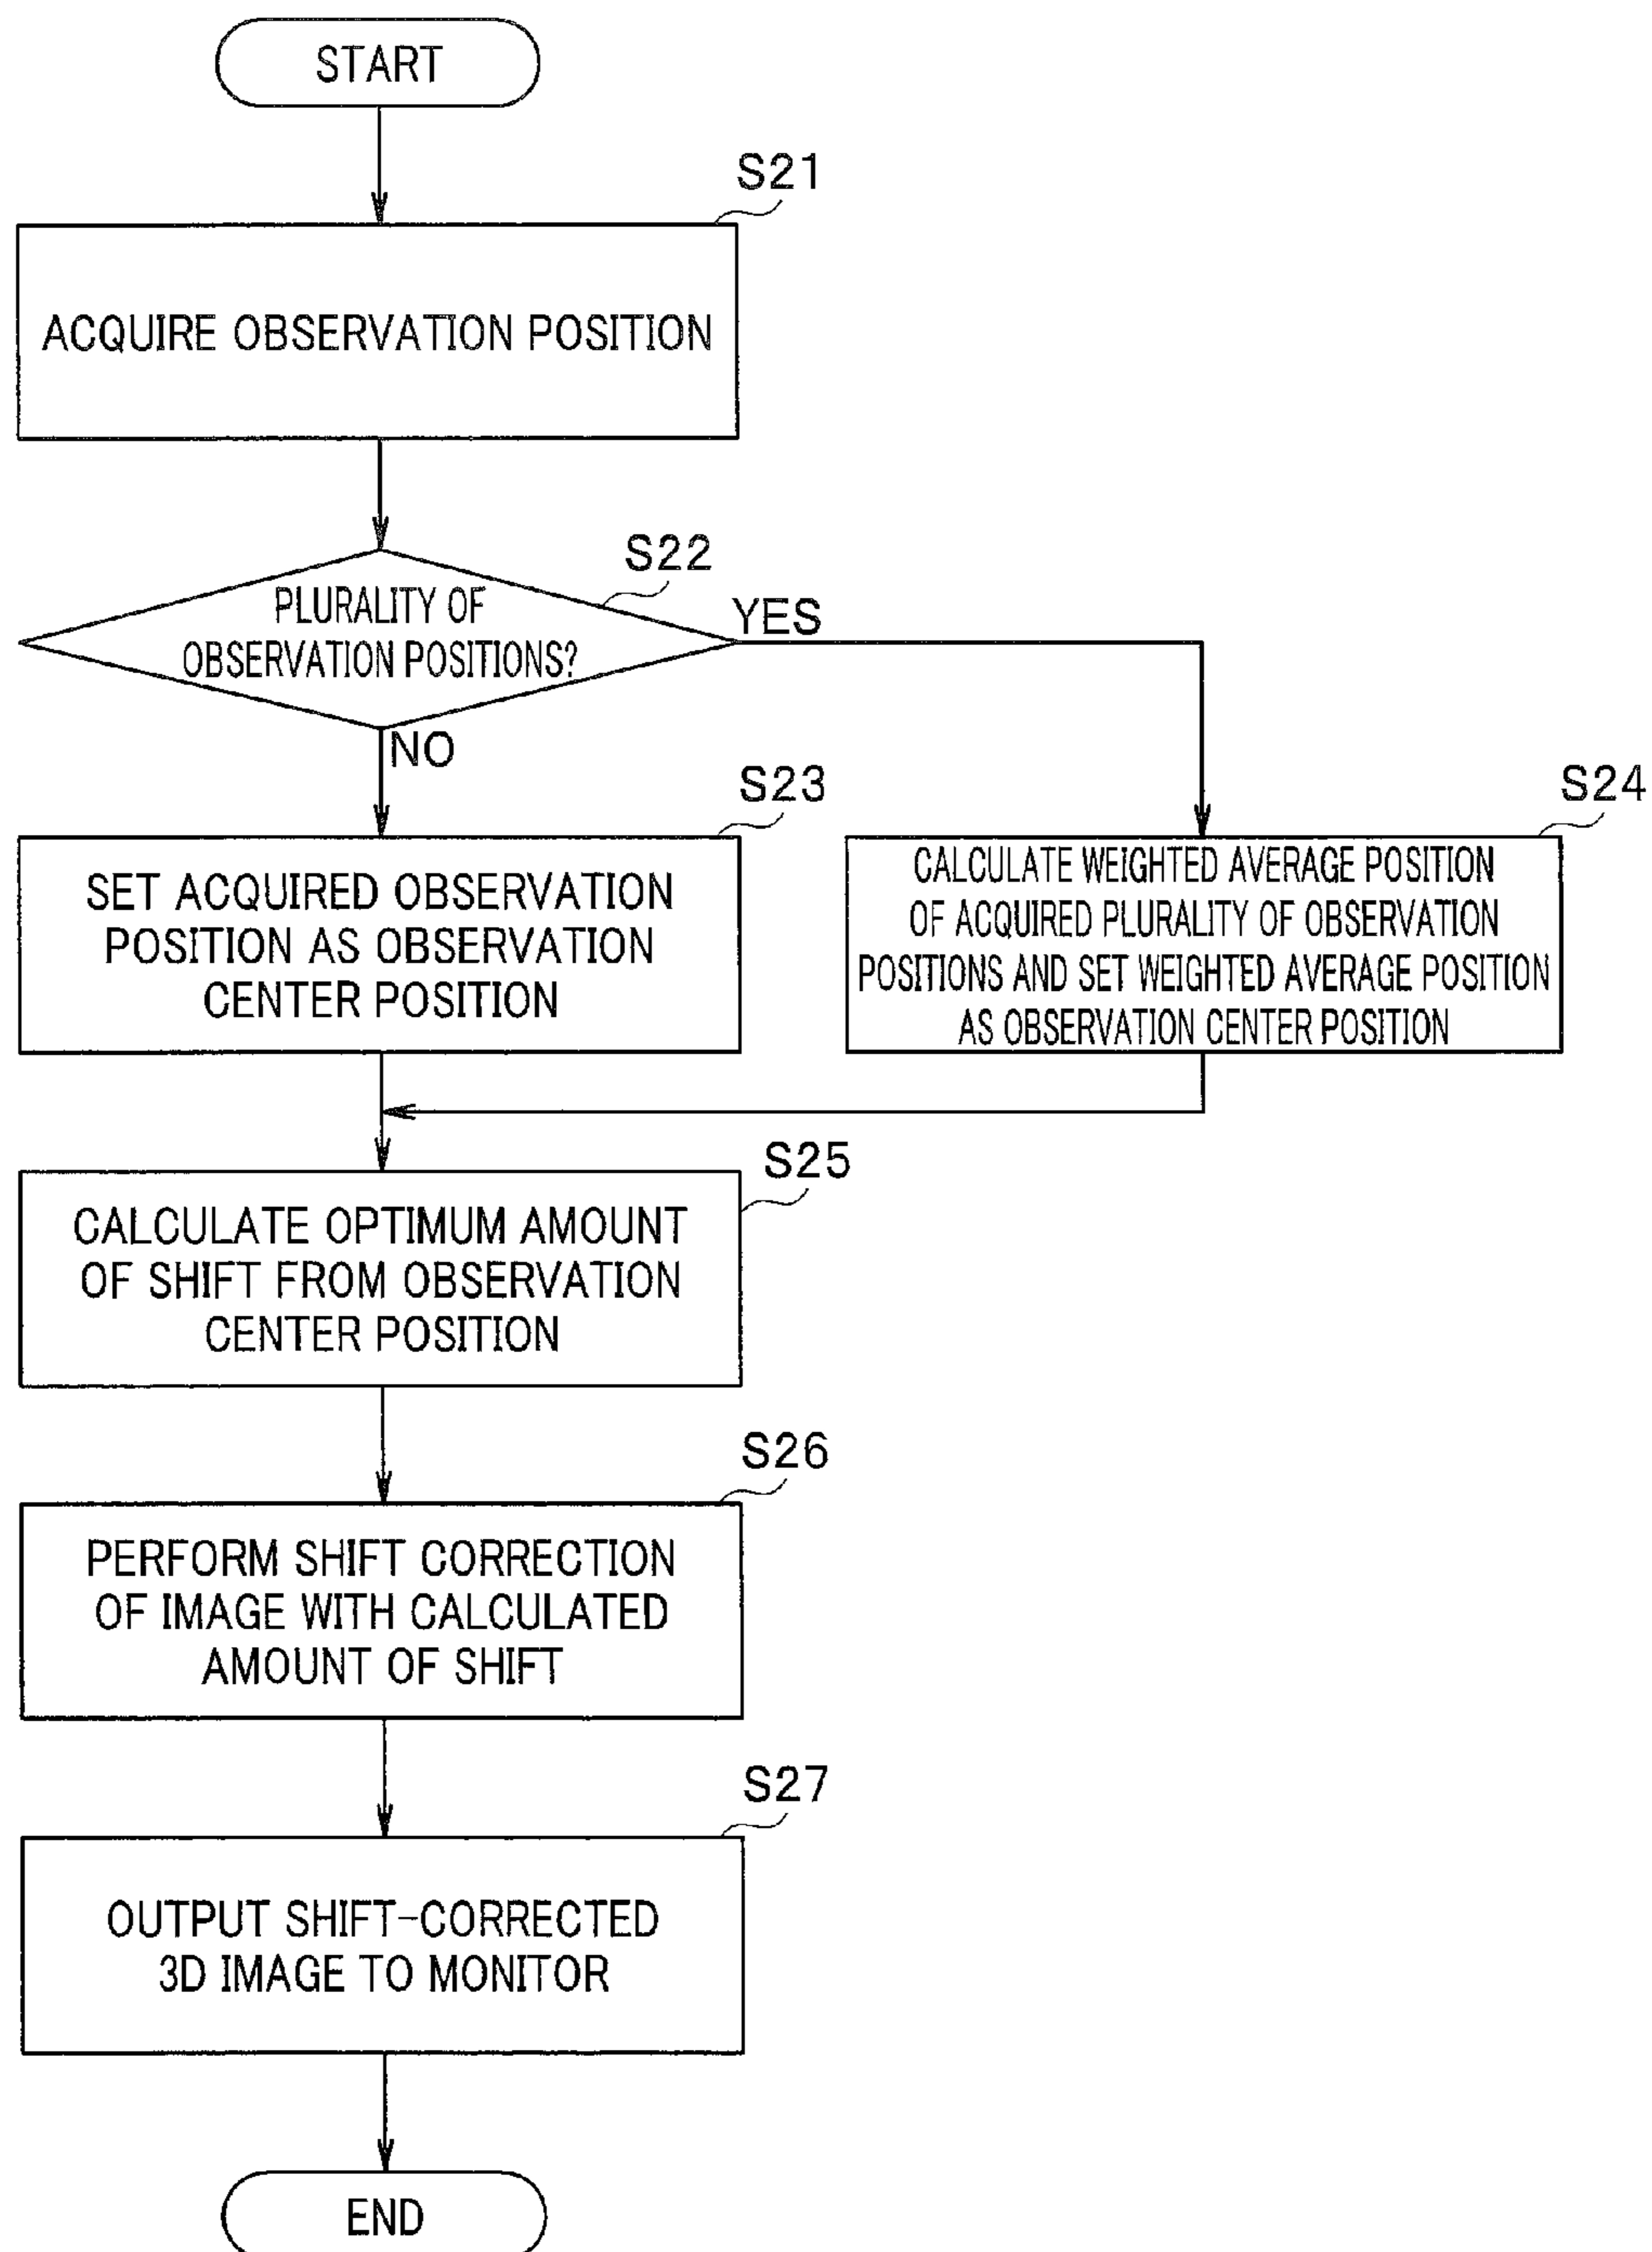 START
S21
ACQUIRE OBSERVATION POSITION
S22
PLURALITY OF
OBSERVATION POSITIONS?
YES
NO
S23
SET ACQUIRED OBSERVATION
POSITION AS OBSERVATION
CENTER POSITION
S24
CALCULATE WEIGHTED AVERAGE POSITION
OF ACQUIRED PLURALITY OF OBSERVATION
POSITIONS AND SET WEIGHTED AVERAGE POSITION
AS OBSERVATION CENTER POSITION
S25
CALCULATE OPTIMUM AMOUNT
OF SHIFT FROM OBSERVATION
CENTER POSITION
S26
PERFORM SHIFT CORRECTION
OF IMAGE WITH CALCULATED
AMOUNT OF SHIFT
S27
OUTPUT SHIFT-CORRECTED
3D IMAGE TO MONITOR
END